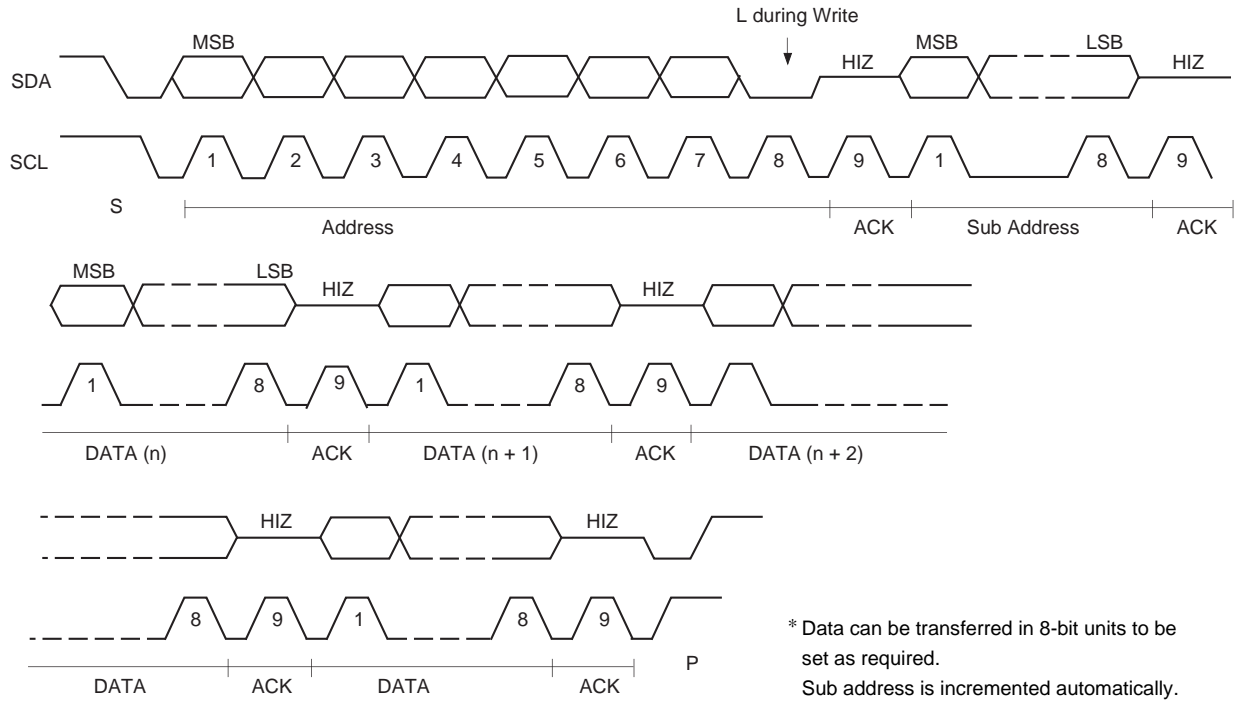 L during Write
MSB HIZ MSB LSB HIZ
SDA
SCL 1 2 3 4 5 6 7 8 9 1 8 9
S
Address ACK Sub Address ACK
MSB LSB HIZ HIZ
1 8 9 1 8 9
DATA (n) ACK DATA (n + 1) ACK DATA (n + 2)
HIZ HIZ
8 9 1 8 9
P
DATA ACK DATA ACK
* Data can be transferred in 8-bit units to be
set as required.
Sub address is incremented automatically.